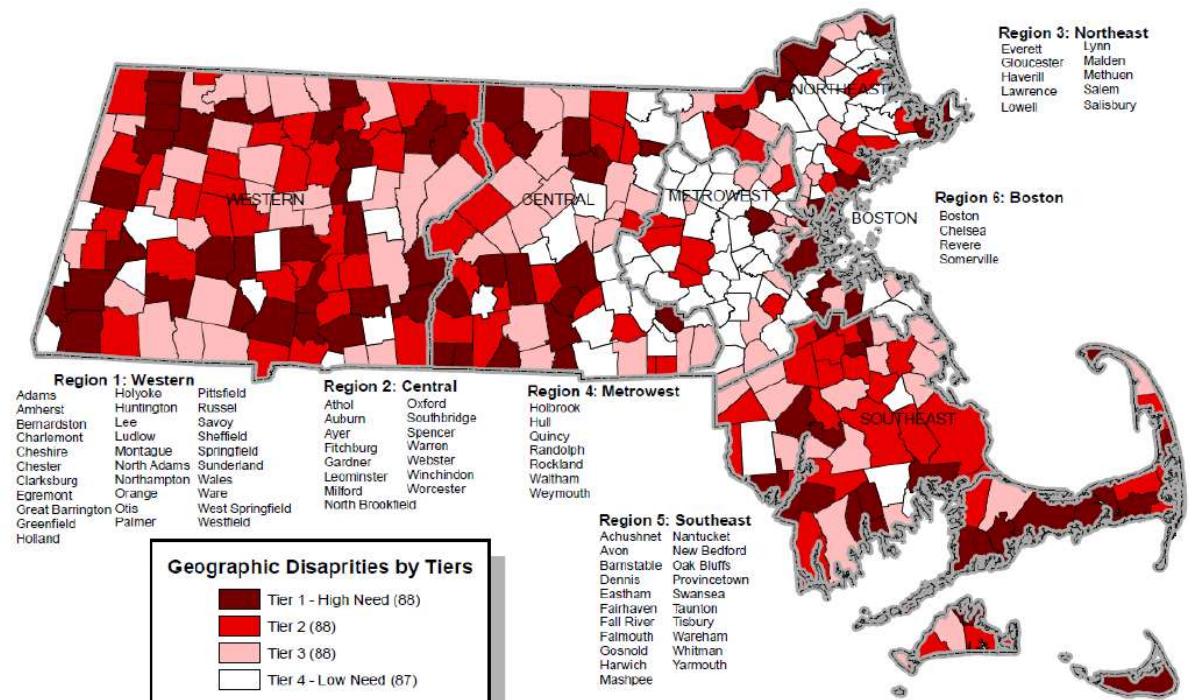 Region 3: Northeast
Everett Lynn
Gloucester Malden
Haverill Methuen
Lawrence Salem
Lowell Salisbury
NORTHEAST
WESTERN
CENTRAL
METROWEST
BOSTON
Region 6: Boston
Boston
Chelsea
Revere
Somerville
SOUTHEAST
Region 1: Western
Adams Holyoke Pittsfield
Amherst Huntington Russel
Bernardston Lee Savoy
Charlemont Ludlow Sheffield
Cheshire Montague Springfield
Chester North Adams Sunderland
Clarksburg Northampton Wales
Egremont Orange Ware
Great Barrington Otis West Springfield
Greenfield Palmer Westfield
Holland
Region 2: Central
Athol Oxford
Auburn Southbridge
Ayer Spencer
Fitchburg Warren
Gardner Webster
Leominster Winchindon
Milford Worcester
North Brookfield
Region 4: Metrowest
Holbrook
Hull
Quincy
Randolph
Rockland
Waltham
Weymouth
Region 5: Southeast
Achushnet Nantucket
Avon New Bedford
Barnstable Oak Bluffs
Dennis Provincetown
Eastham Swansea
Fairhaven Taunton
Fall River Tisbury
Falmouth Wareham
Gosnold Whitman
Harwich Yarmouth
Mashpee
Geographic Disaprities by Tiers
Tier 1 - High Need (88)
Tier 2 (88)
Tier 3 (88)
Tier 4 - Low Need (87)